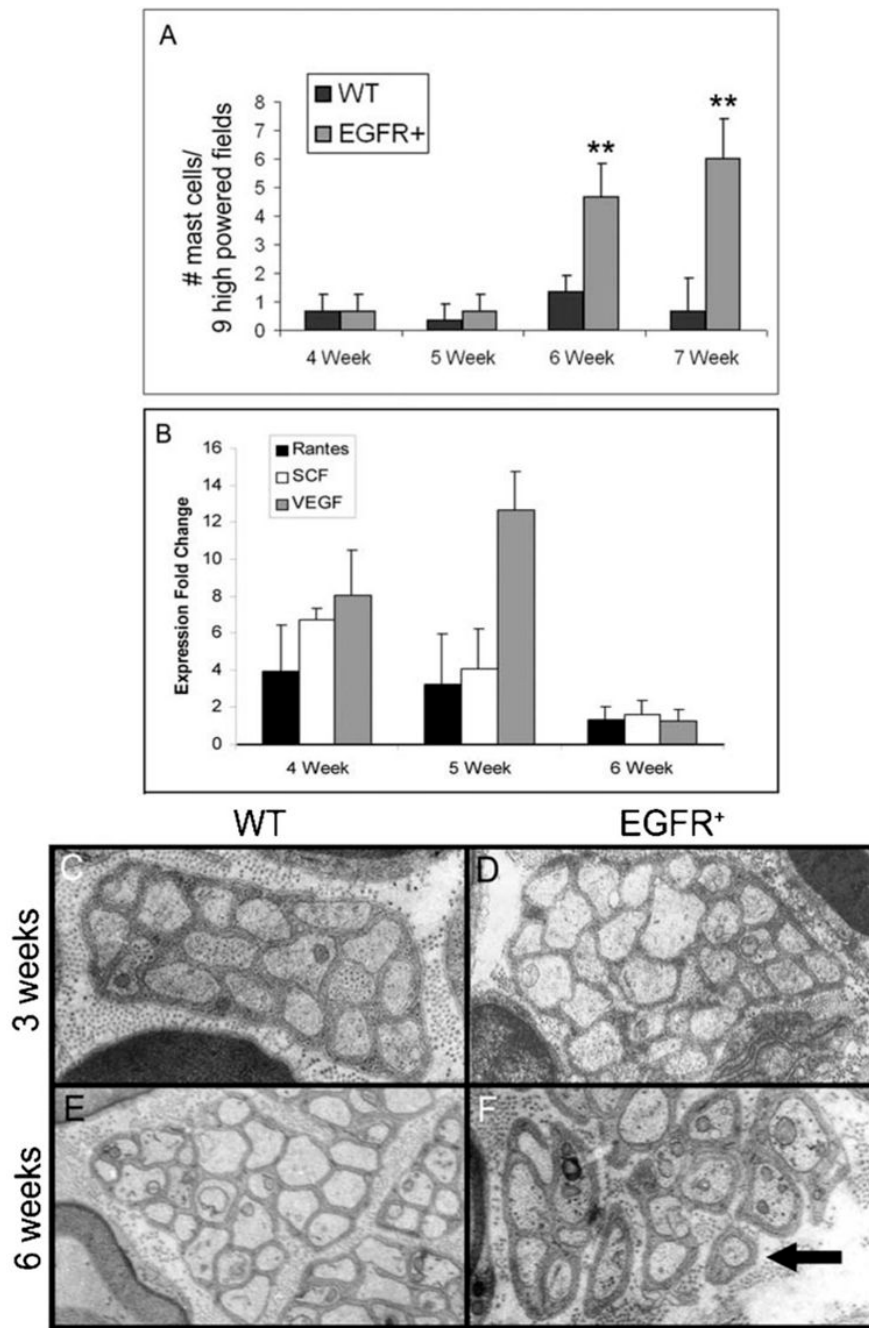 A
WT
EGFR+
# mast cells/
9 high powered fields
8
7
6
5
4
3
2
1
0
**
**
4 Week
5 Week
6 Week
7 Week
B
Rantes
SCF
VEGF
Expression Fold Change
16
14
12
10
8
6
4
2
0
4 Week
5 Week
6 Week
WT
EGFR⁺
3 weeks
C
D
6 weeks
E
F